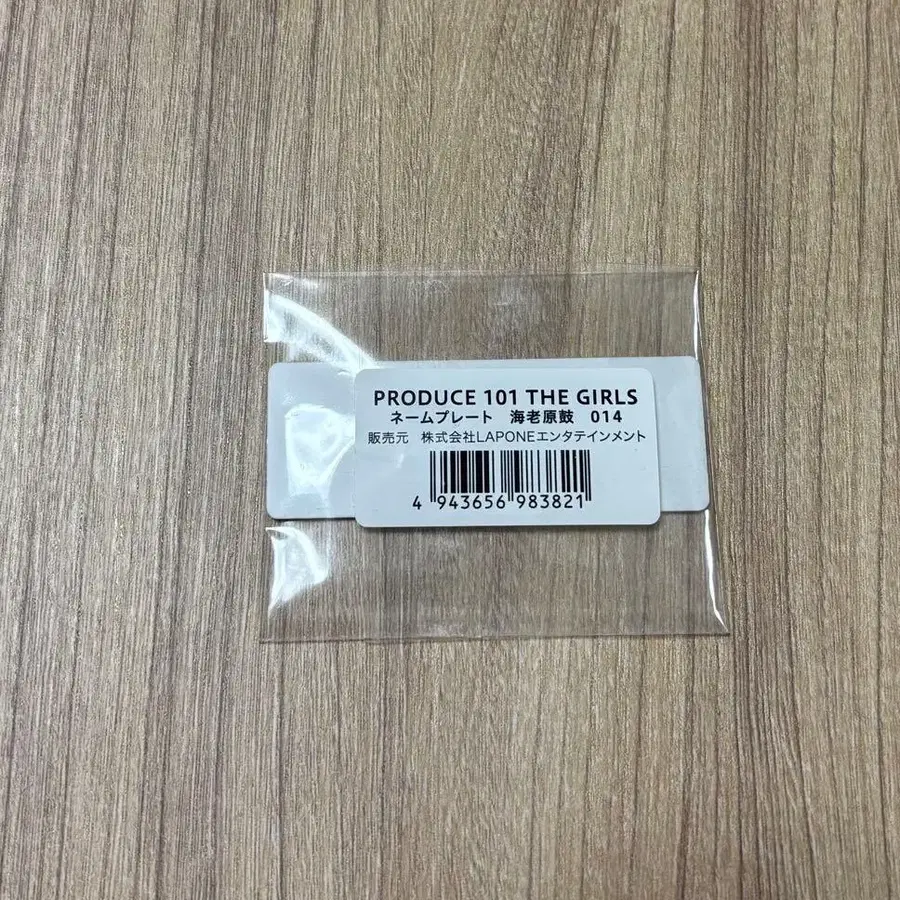 PRODUCE 101 THE GIRLS
ネームプレート　海老原鼓　014
販売元　株式会社LAPONEエンタテインメント
4 943656 983821